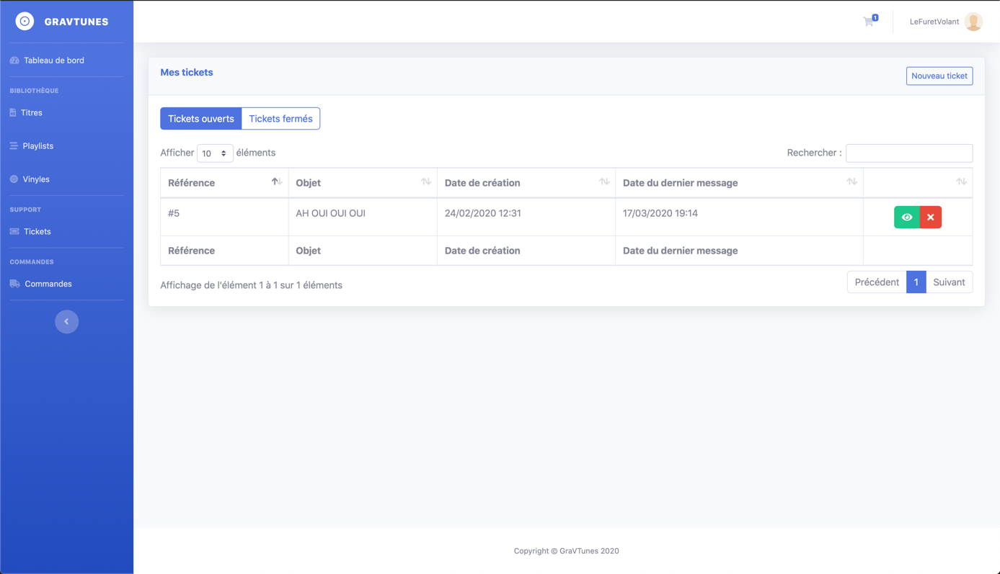 GRAVTUNES
1
LeFuretVolant
Tableau de bord
BIBLIOTHÈQUE
Titres
Playlists
Vinyles
SUPPORT
Tickets
COMMANDES
Commandes
Mes tickets
Nouveau ticket
Tickets ouverts Tickets fermés
Afficher 10 éléments
Rechercher :
Référence Objet Date de création Date du dernier message
#5 AH OUI OUI OUI 24/02/2020 12:31 17/03/2020 19:14
Référence Objet Date de création Date du dernier message
Affichage de l'élément 1 à 1 sur 1 éléments
Précédent 1 Suivant
Copyright © GraVTunes 2020